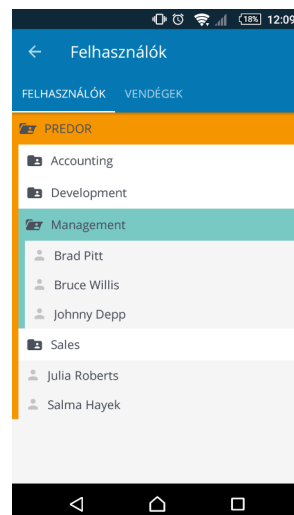 18% 12:09
Felhasználók
FELHASZNÁLÓK VENDÉGEK
PREDOR
Accounting
Development
Management
Brad Pitt
Bruce Willis
Johnny Depp
Sales
Julia Roberts
Salma Hayek